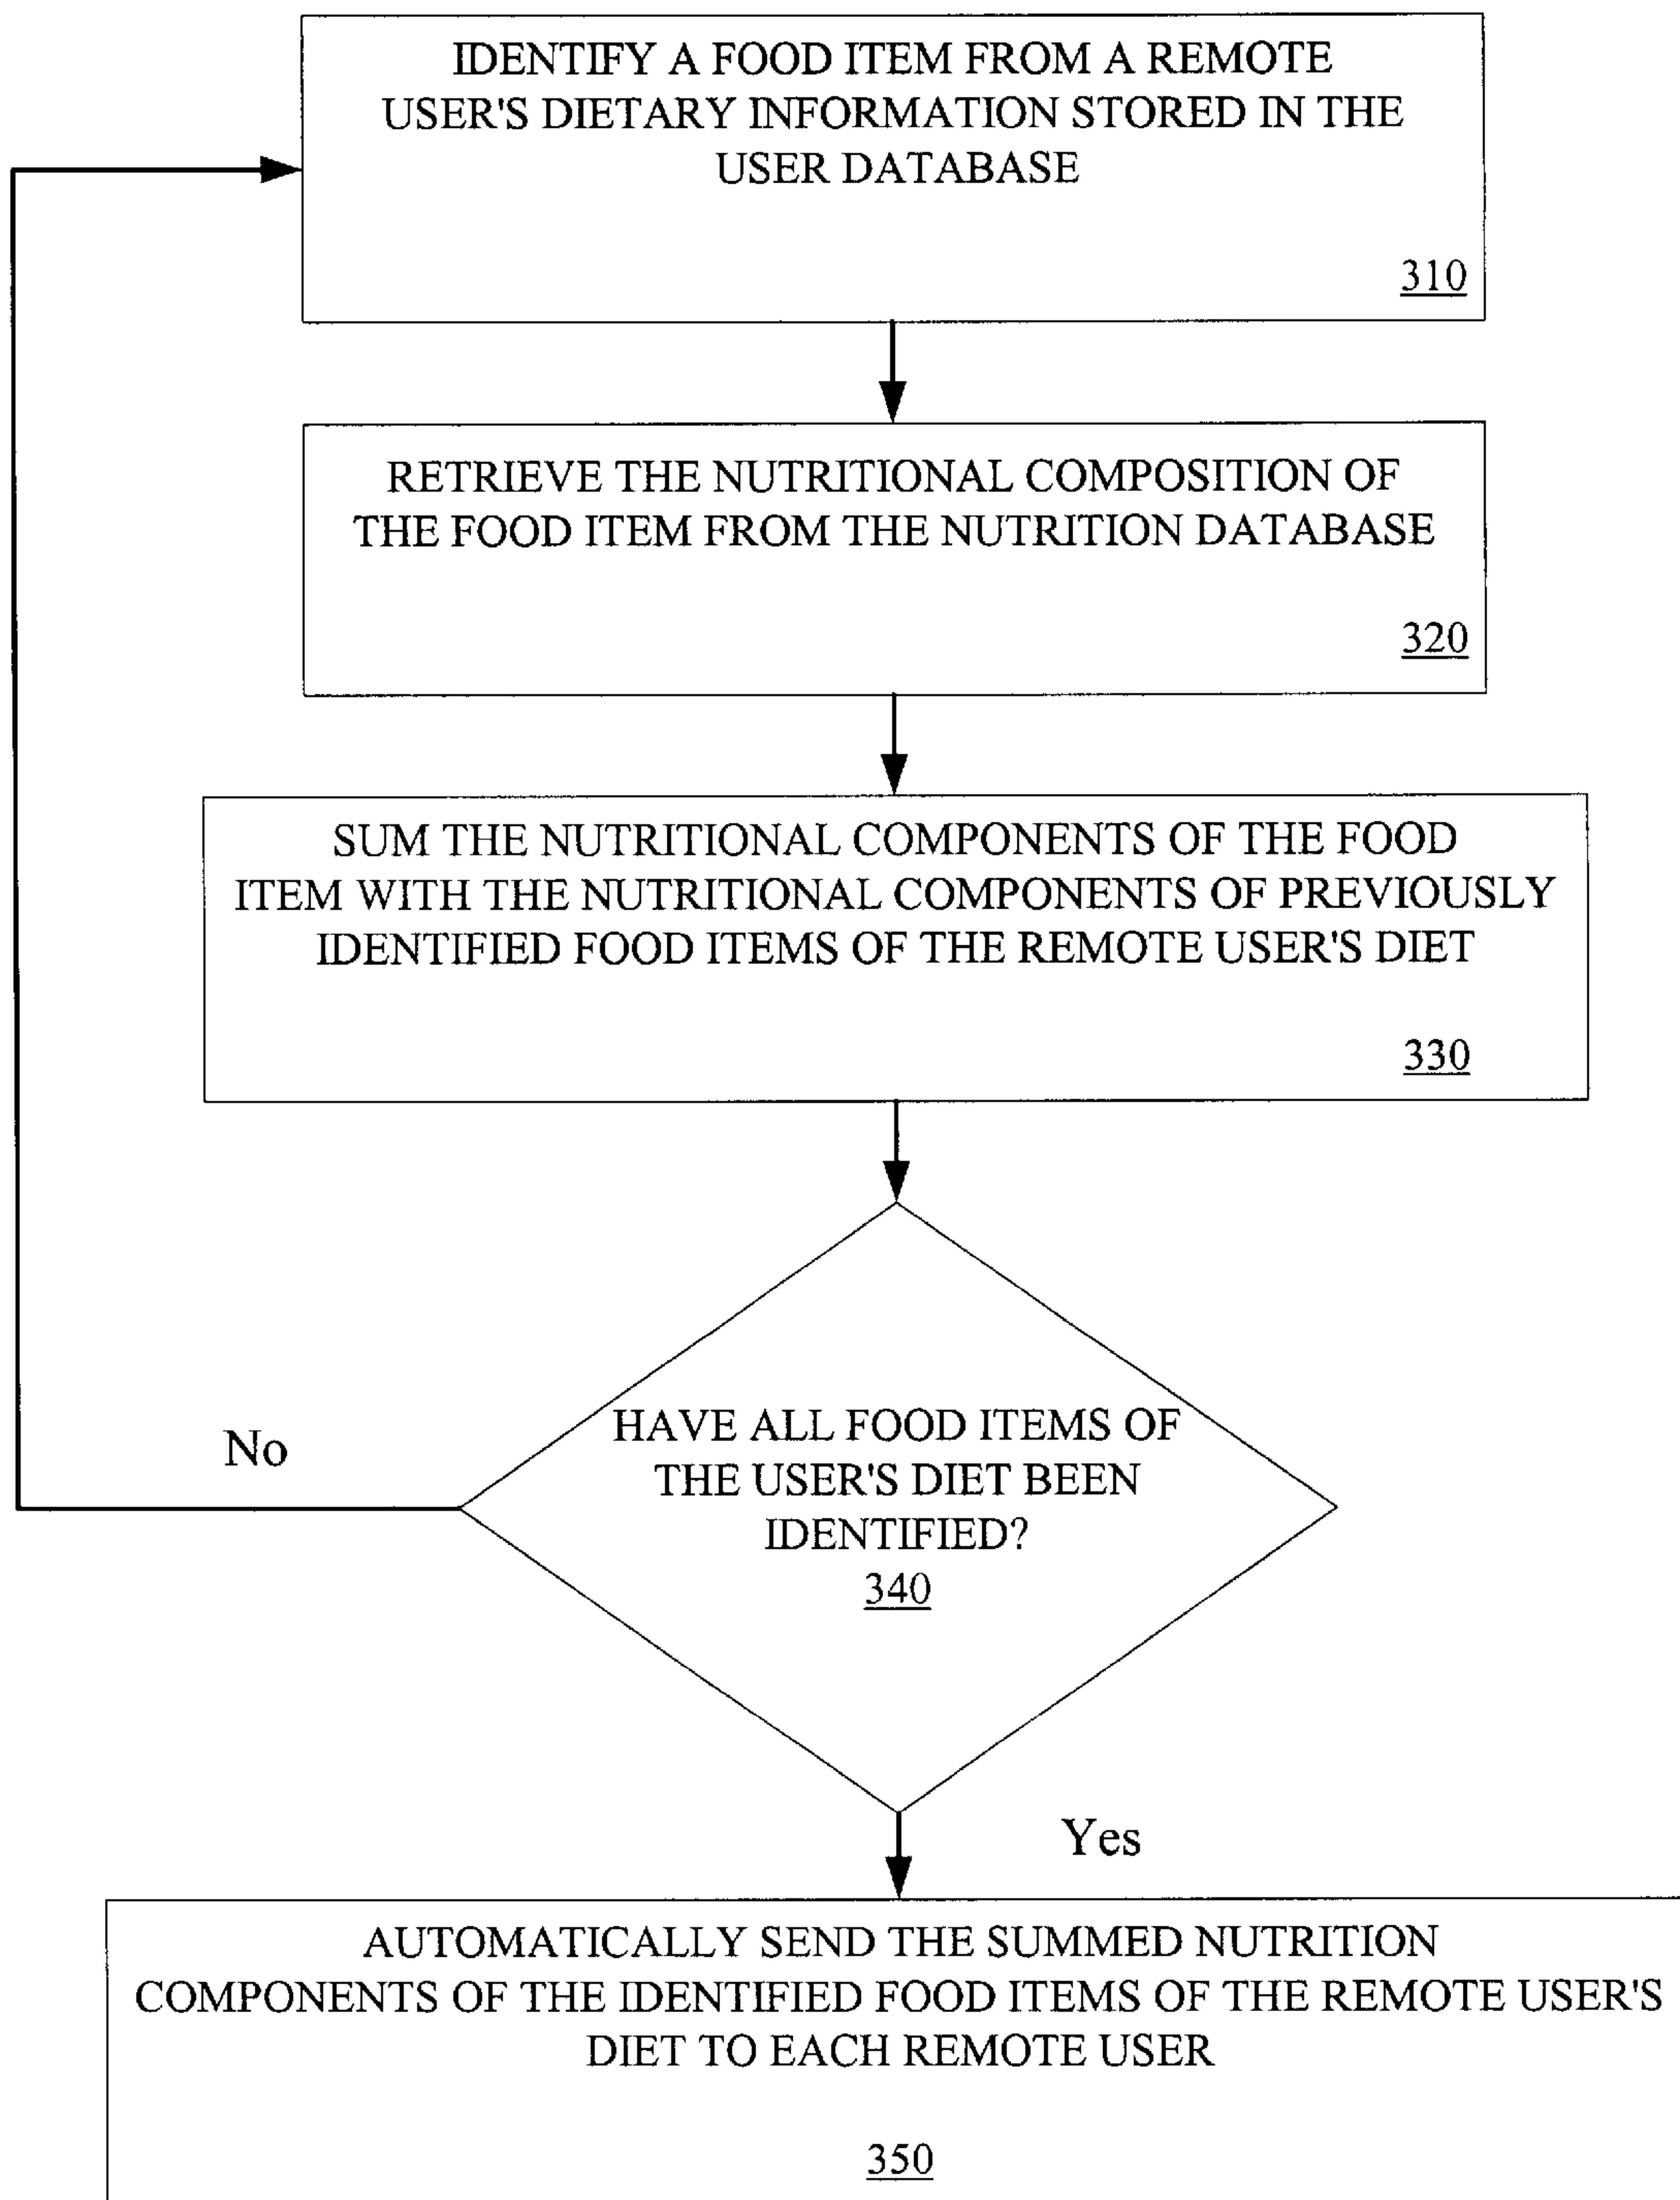 IDENTIFY A FOOD ITEM FROM A REMOTE
USER'S DIETARY INFORMATION STORED IN THE
USER DATABASE
310
RETRIEVE THE NUTRITIONAL COMPOSITION OF
THE FOOD ITEM FROM THE NUTRITION DATABASE
320
SUM THE NUTRITIONAL COMPONENTS OF THE FOOD
ITEM WITH THE NUTRITIONAL COMPONENTS OF PREVIOUSLY
IDENTIFIED FOOD ITEMS OF THE REMOTE USER'S DIET
330
HAVE ALL FOOD ITEMS OF
THE USER'S DIET BEEN
IDENTIFIED?
340
No
Yes
AUTOMATICALLY SEND THE SUMMED NUTRITION
COMPONENTS OF THE IDENTIFIED FOOD ITEMS OF THE REMOTE USER'S
DIET TO EACH REMOTE USER
350